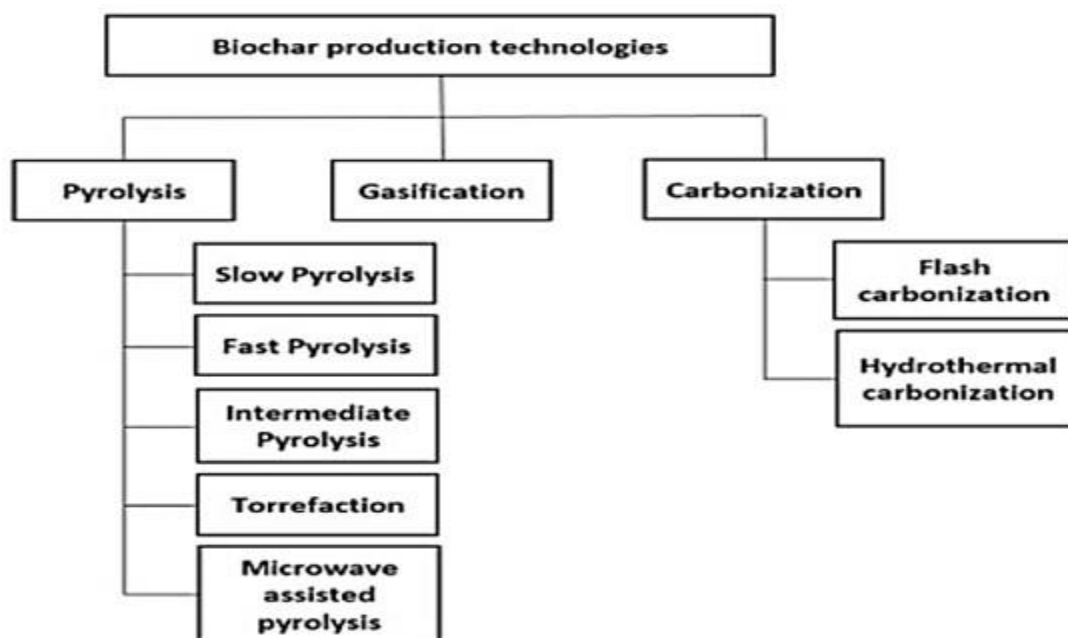 Biochar production technologies
Pyrolysis
Gasification
Carbonization
Slow Pyrolysis
Fast Pyrolysis
Intermediate
Pyrolysis
Torrefaction
Microwave
assisted
pyrolysis
Flash
carbonization
Hydrothermal
carbonization